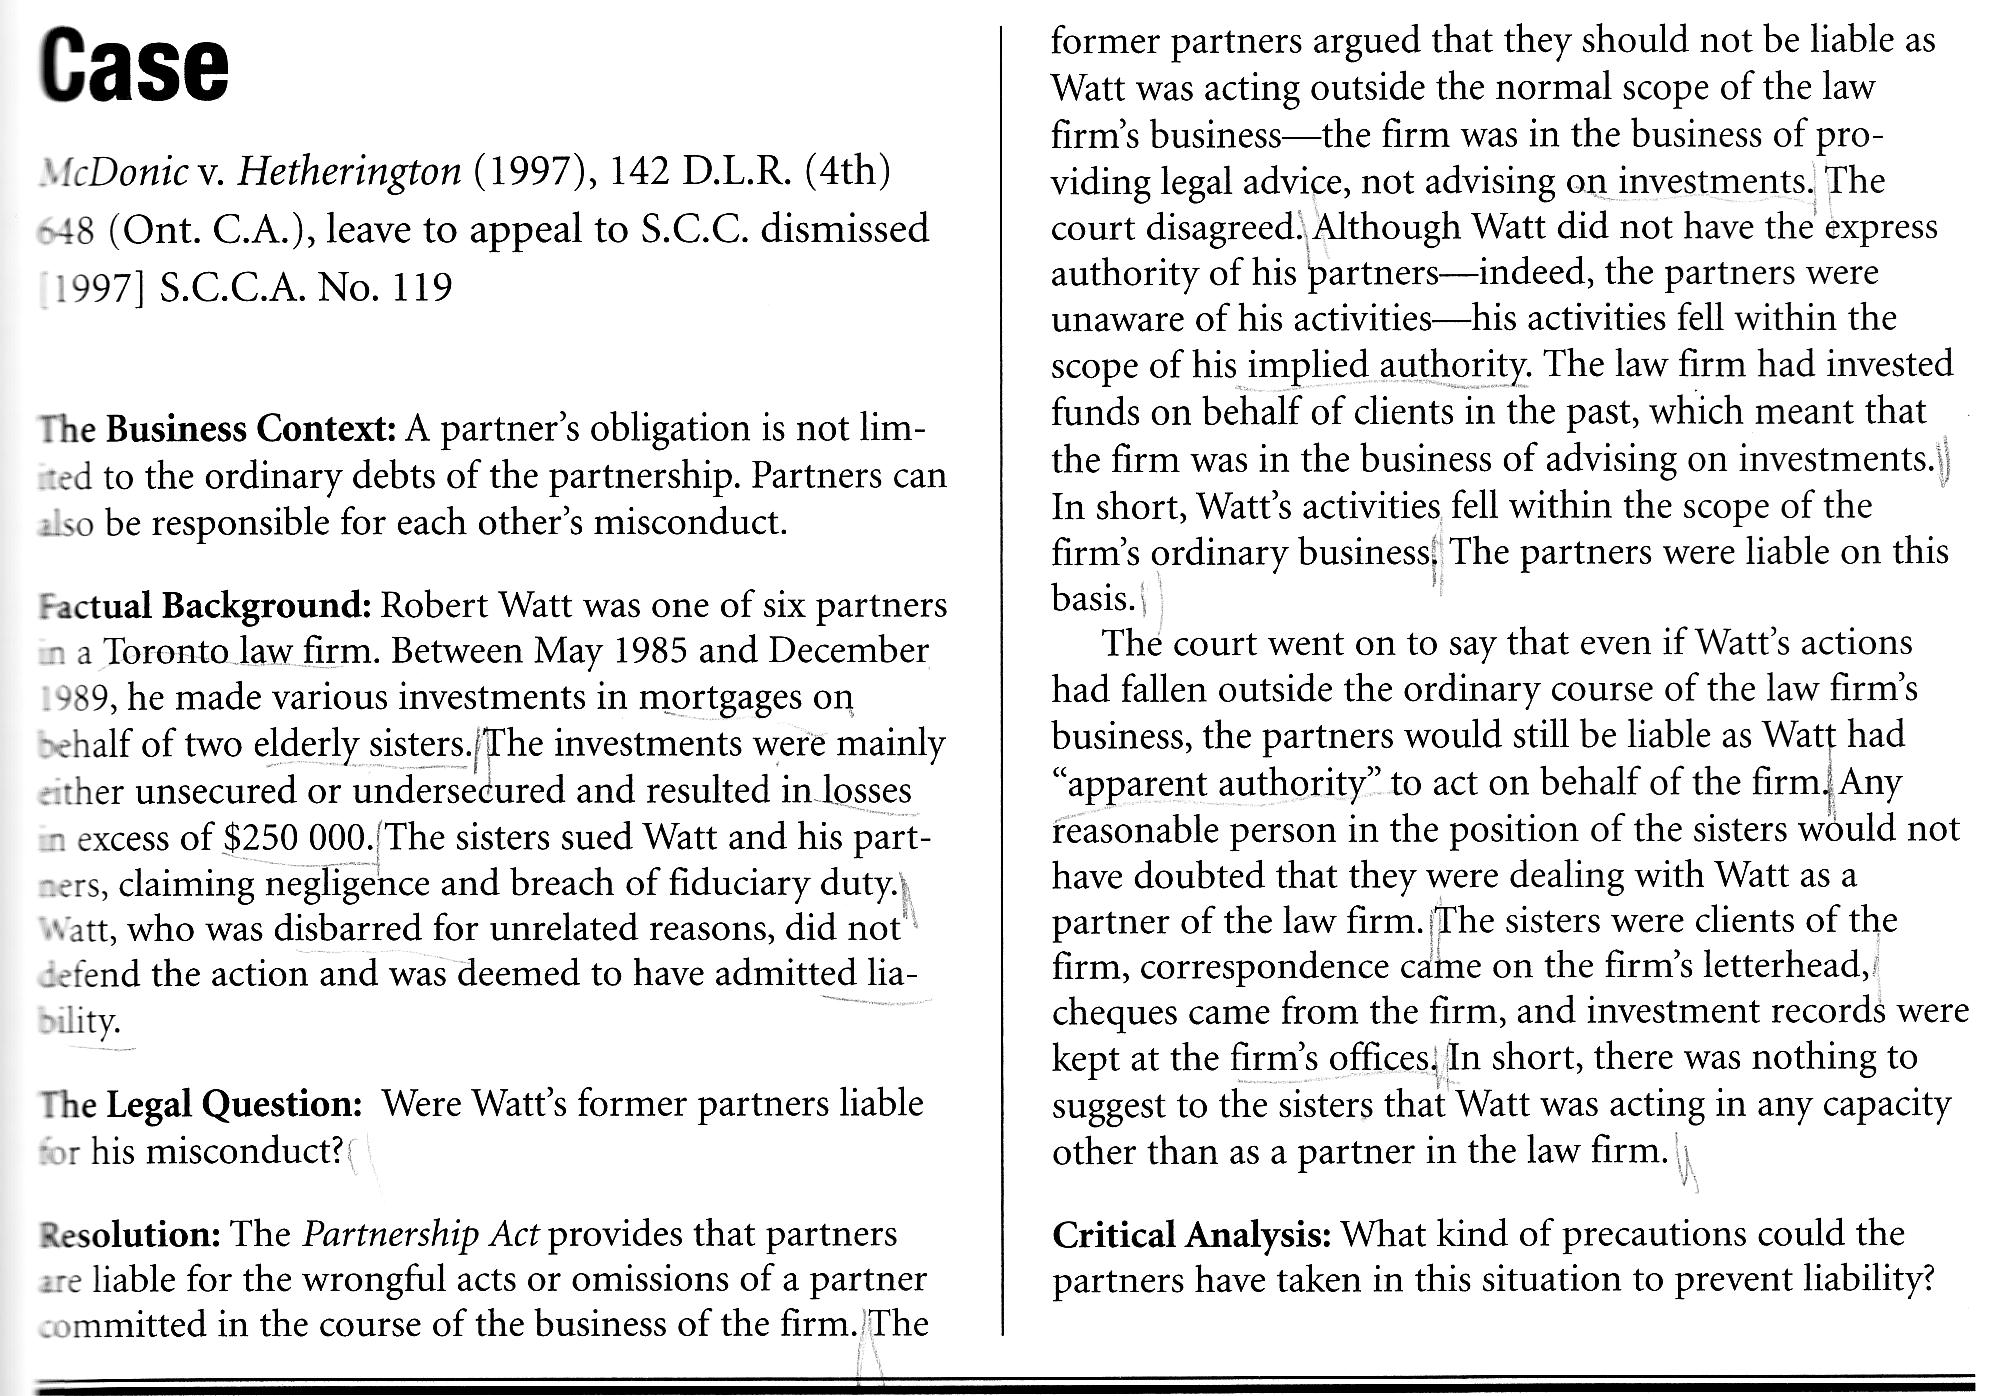 Case
McDonic v. Hetherington (1997), 142 D.L.R. (4th)
648 (Ont. C.A.), leave to appeal to S.C.C. dismissed
[1997] S.C.C.A. No. 119
The Business Context: A partner's obligation is not lim-
ited to the ordinary debts of the partnership. Partners can
also be responsible for each other's misconduct.
Factual Background: Robert Watt was one of six partners
in a Toronto law firm. Between May 1985 and December
1989, he made various investments in mortgages on
behalf of two elderly sisters. The investments were mainly
either unsecured or undersecured and resulted in losses
in excess of $250 000. The sisters sued Watt and his part-
ners, claiming negligence and breach of fiduciary duty.
Watt, who was disbarred for unrelated reasons, did not
defend the action and was deemed to have admitted lia-
bility.
The Legal Question: Were Watt's former partners liable
for his misconduct?
Resolution: The Partnership Act provides that partners
are liable for the wrongful acts or omissions of a partner
committed in the course of the business of the firm. The
former partners argued that they should not be liable as
Watt was acting outside the normal scope of the law
firm's business—the firm was in the business of pro-
viding legal advice, not advising on investments. The
court disagreed. Although Watt did not have the express
authority of his partners—indeed, the partners were
unaware of his activities—his activities fell within the
scope of his implied authority. The law firm had invested
funds on behalf of clients in the past, which meant that
the firm was in the business of advising on investments.
In short, Watt's activities fell within the scope of the
firm's ordinary business. The partners were liable on this
basis.
The court went on to say that even if Watt's actions
had fallen outside the ordinary course of the law firm's
business, the partners would still be liable as Watt had
"apparent authority" to act on behalf of the firm. Any
reasonable person in the position of the sisters would not
have doubted that they were dealing with Watt as a
partner of the law firm. The sisters were clients of the
firm, correspondence came on the firm's letterhead,
cheques came from the firm, and investment records were
kept at the firm's offices. In short, there was nothing to
suggest to the sisters that Watt was acting in any capacity
other than as a partner in the law firm.
Critical Analysis: What kind of precautions could the
partners have taken in this situation to prevent liability?